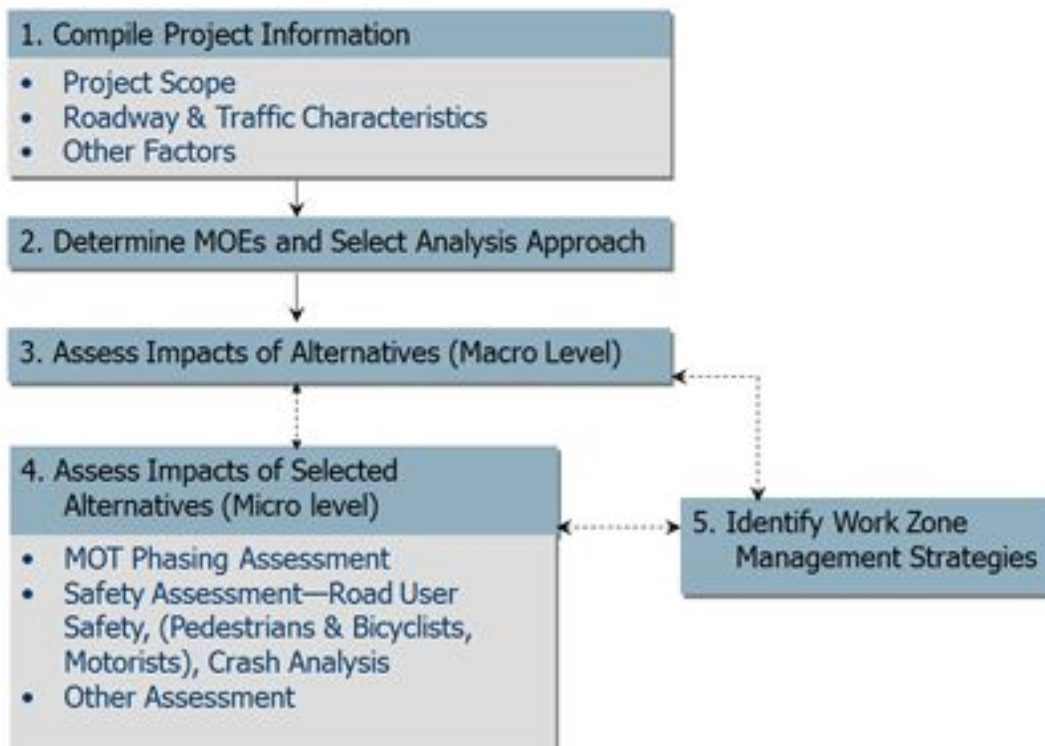 1. Compile Project Information
• Project Scope
• Roadway & Traffic Characteristics
• Other Factors
2. Determine MOEs and Select Analysis Approach
3. Assess Impacts of Alternatives (Macro Level)
4. Assess Impacts of Selected
Alternatives (Micro level)
• MOT Phasing Assessment
• Safety Assessment—Road User
Safety, (Pedestrians & Bicyclists,
Motorists), Crash Analysis
• Other Assessment
5. Identify Work Zone
Management Strategies